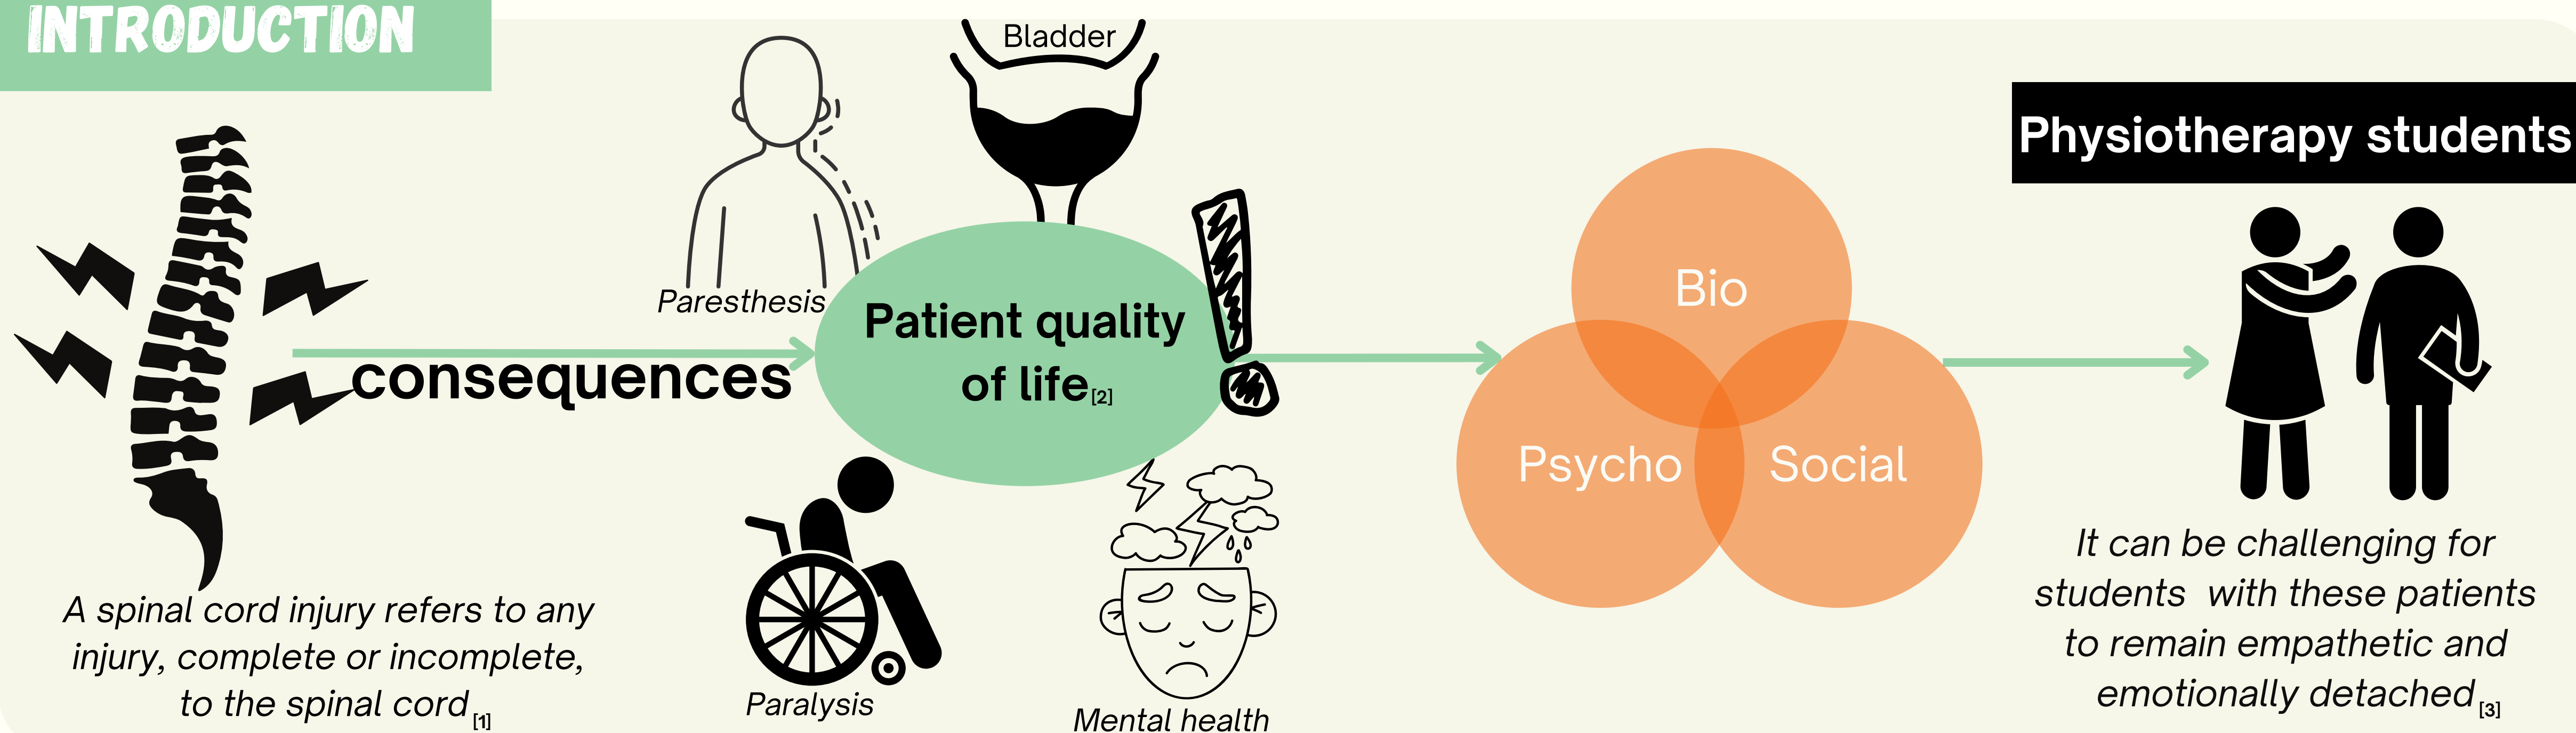 INTRODUCTION
A spinal cord injury refers to any
injury, complete or incomplete,
to the spinal cord[1]
consequences
Paresthesis
Bladder
Patient quality
of life[2]
Paralysis
Mental health
Bio
Psycho
Social
Physiotherapy students
It can be challenging for
students with these patients
to remain empathetic and
emotionally detached[3]